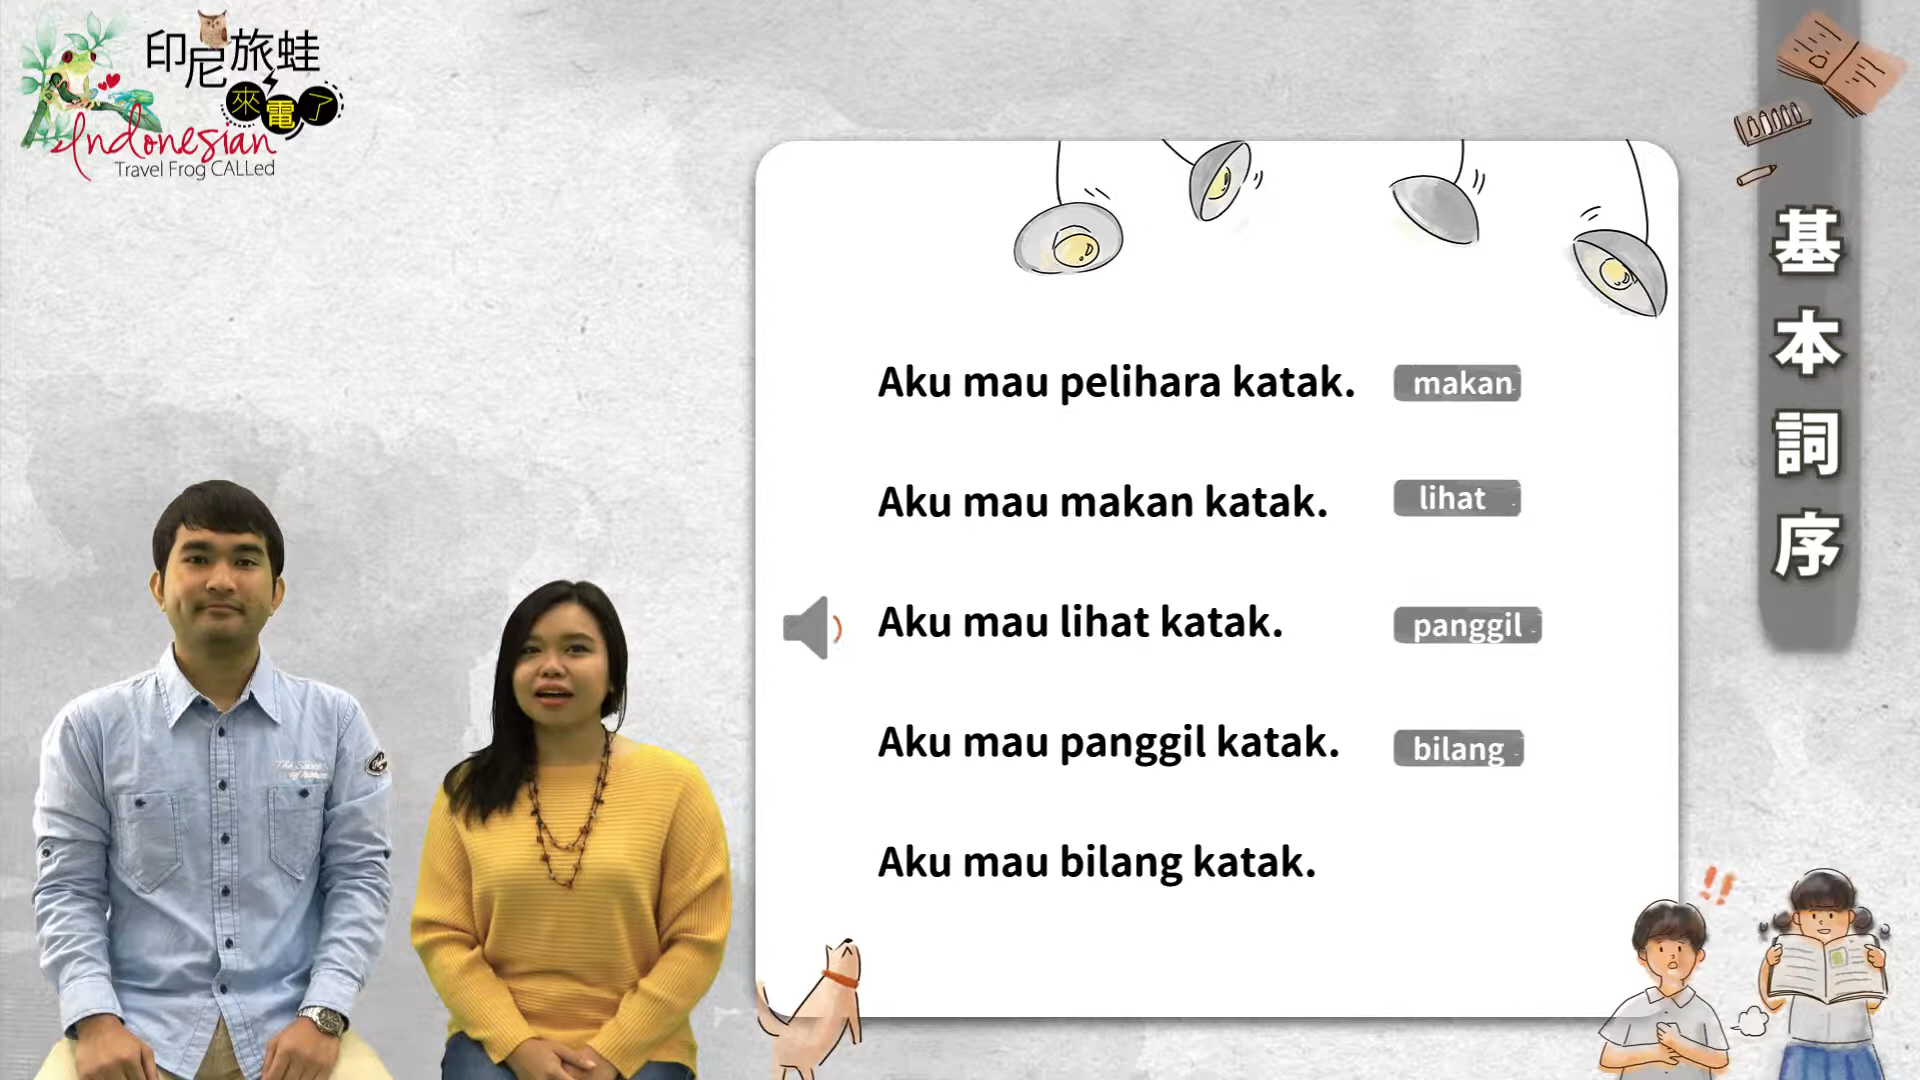 印尼旅蛙
來電了
Indonesian
Travel Frog CALLed
基本詞序
Aku mau pelihara katak.
makan
Aku mau makan katak.
lihat
Aku mau lihat katak.
panggil
Aku mau panggil katak.
bilang
Aku mau bilang katak.